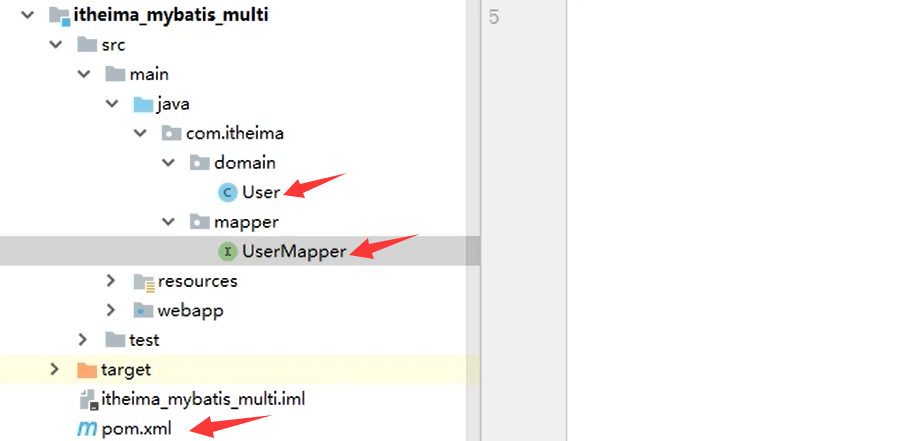 itheima_mybatis_multi
5
src
main
java
com.itheima
domain
C User
mapper
I UserMapper
resources
webapp
test
target
itheima_mybatis_multi.iml
m pom.xml